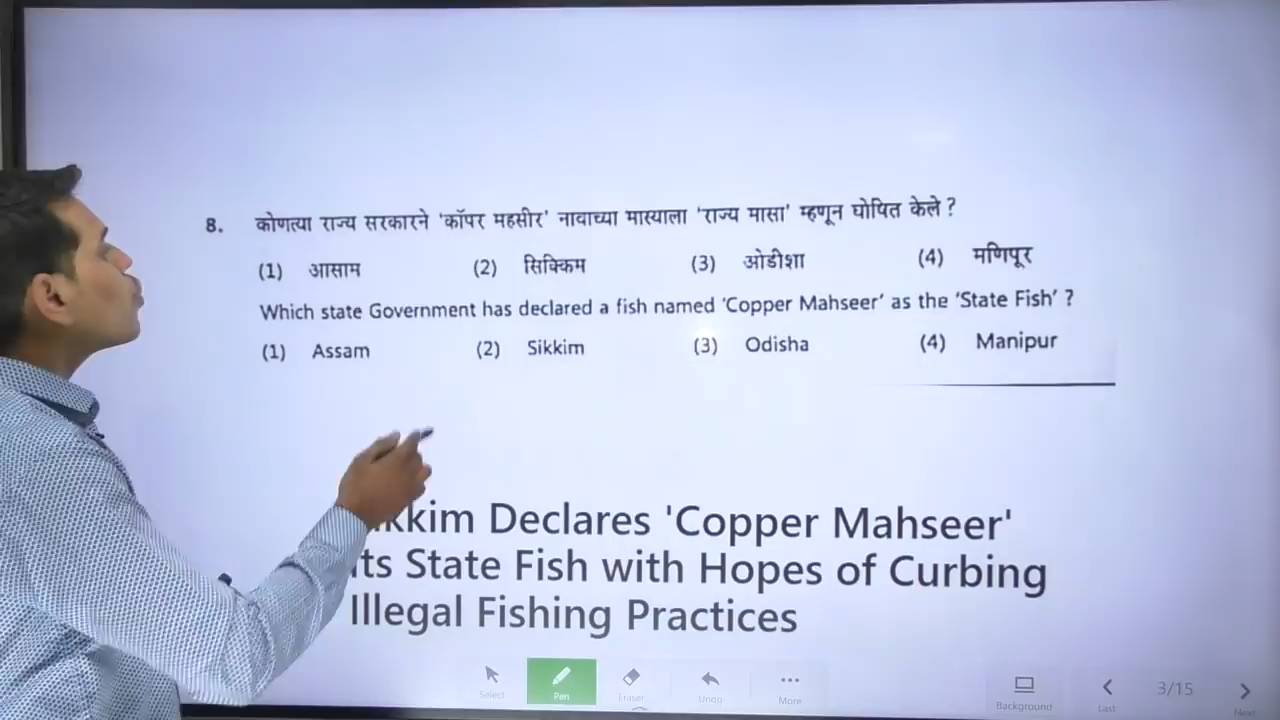 8. कोणत्या राज्य सरकारने 'कॉपर महसीर' नावाच्या मास्याला 'राज्य मासा' म्हणून घोषित केले ?
(1) आसाम (2) सिक्किम (3) ओडीशा (4) मणिपूर
Which state Government has declared a fish named 'Copper Mahseer' as the 'State Fish' ?
(1) Assam (2) Sikkim (3) Odisha (4) Manipur
Declares 'Copper Mahseer'
Its State Fish with Hopes of Curbing
Illegal Fishing Practices
Select Pen Eraser Undo More Background Last 3/15 Next